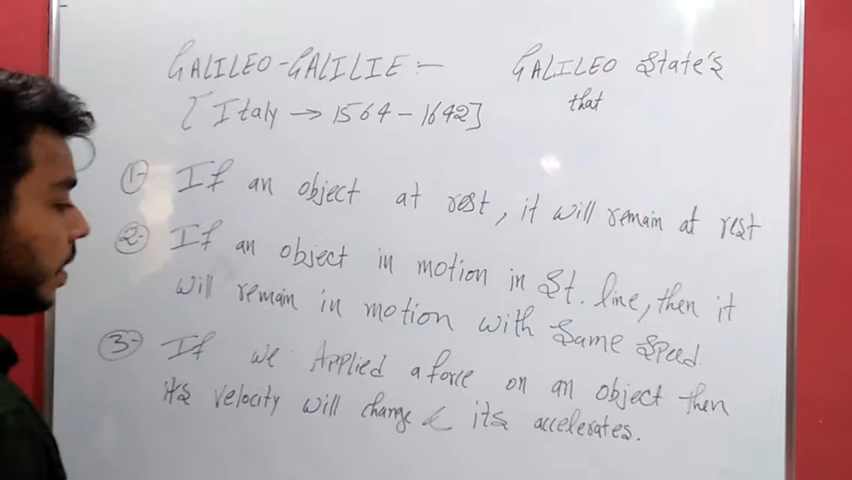 GALILEO-GALILIE :- GALILEO State's
[Italy → 1564 - 1642] that
1- If an object at rest, it will remain at rest
2- If an object in motion in St. line, then it
will remain in motion with Same Speed.
3- If we Applied a force on an object then
it's velocity will change & its accelerates.